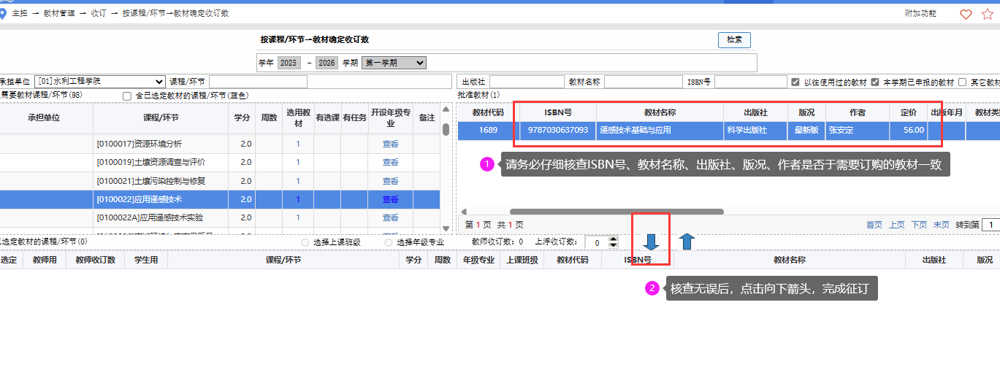 主控 → 教材管理 → 收订 → 按课程/环节→教材确定收订数 附加功能
按课程/环节→教材确定收订数 检索
学年 2025 - 2026 学期 第一学期
承担单位 [01]水利工程学院 课程/环节 出版社 教材名称 ISBN号 以往使用过的教材 本学期已申报的教材 其它教材
需要教材课程/环节(98) 含已选定教材的课程/环节(蓝色) 批准教材(1)
承担单位 课程/环节 学分 周数 选用教材 有选课 有任务 开设年级专业 备注
教材代码 ISBN号 教材名称 出版社 版况 作者 定价 出版年月 教材类
1689 9787030637093 遥感技术基础与应用 科学出版社 最新版 张安定 56.00
[0100017]资源环境分析 2.0 1 查看
[0100019]土壤资源调查与评价 2.0 1 查看
[0100021]土壤污染控制与修复 2.0 1 查看
[0100022]应用遥感技术 2.0 1 查看
[0100022A]应用遥感技术实验 2.0 1 查看
1 请务必仔细核查ISBN号、教材名称、出版社、版况、作者是否于需要订购的教材一致
第 1 页 共 1 页 首页 上页 下页 末页 转到第 1
选定教材的课程/环节(0) 选择上课班级 选择年级专业 教师收订数: 0 上浮收订数: 0
选定 教师用 教师收订数 学生用 课程/环节 学分 周数 年级专业 上课班级 教材代码 ISBN号 教材名称 出版社 版况
2 核查无误后，点击向下箭头，完成征订